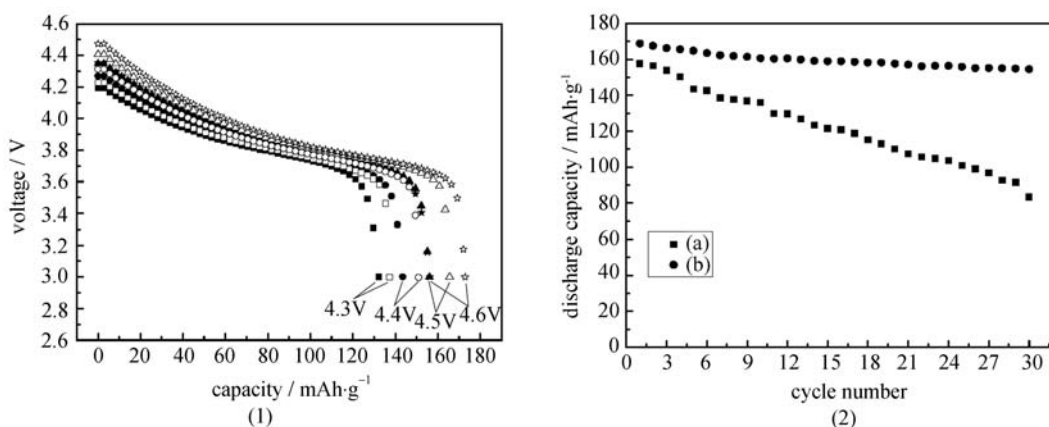 4.6
4.4
4.2
4.0
3.8
3.6
3.4
3.2
3.0
2.8
2.6
voltage / V
4.3V
4.4V
4.5V
4.6V
0 20 40 60 80 100 120 140 160 180
capacity / mAh·g⁻¹
(1)
200
180
160
140
120
100
80
60
40
20
0
discharge capacity / mAh·g⁻¹
(a)
(b)
0 3 6 9 12 15 18 21 24 27 30
cycle number
(2)